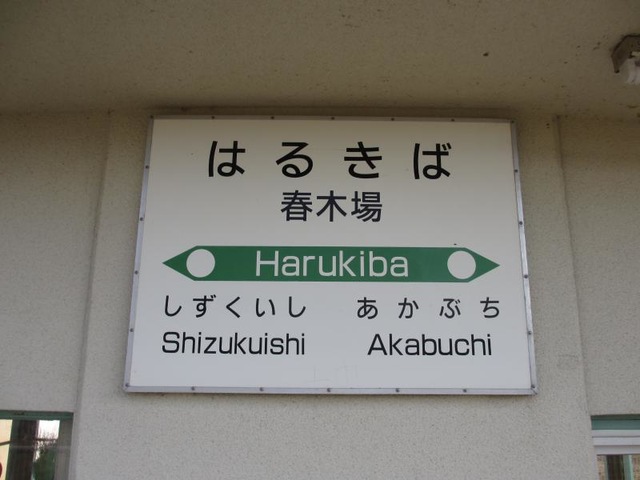 はるきば
春木場
Harukiba
しずくいし あかぶち
Shizukuishi Akabuchi